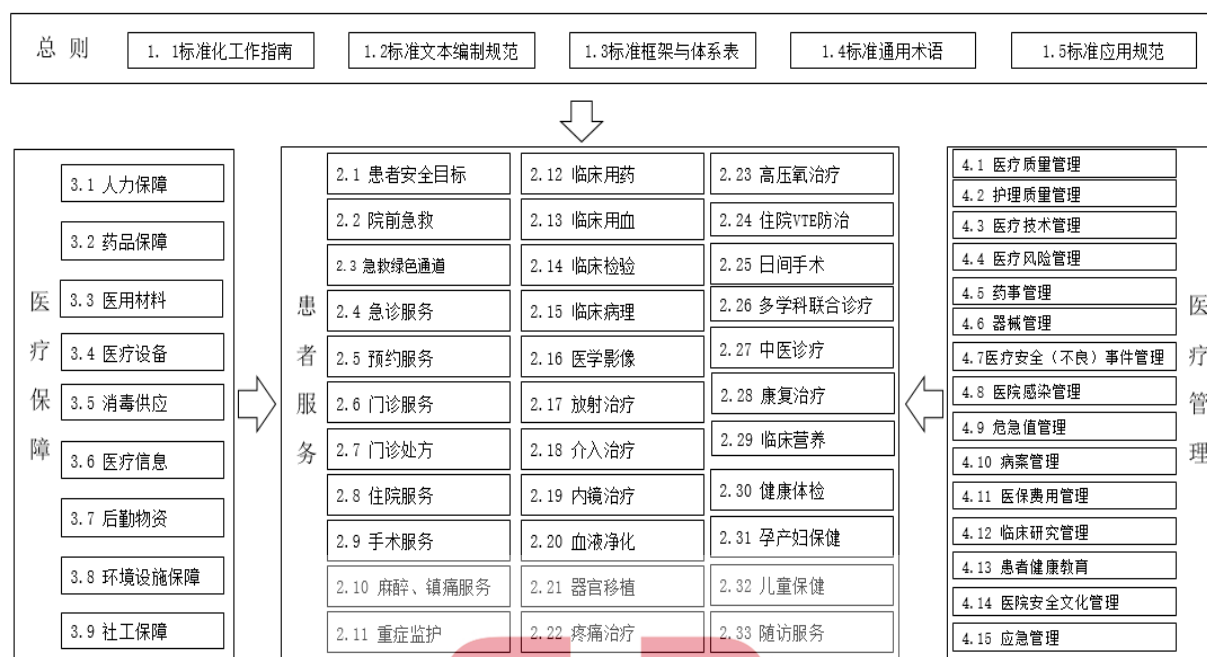 总 则
1. 1标准化工作指南
1.2标准文本编制规范
1.3标准框架与体系表
1.4标准通用术语
1.5标准应用规范
医疗保障
3.1 人力保障
3.2 药品保障
3.3 医用材料
3.4 医疗设备
3.5 消毒供应
3.6 医疗信息
3.7 后勤物资
3.8 环境设施保障
3.9 社工保障
患者服务
2.1 患者安全目标
2.2 院前急救
2.3 急救绿色通道
2.4 急诊服务
2.5 预约服务
2.6 门诊服务
2.7 门诊处方
2.8 住院服务
2.9 手术服务
2.10 麻醉、镇痛服务
2.11 重症监护
2.12 临床用药
2.13 临床用血
2.14 临床检验
2.15 临床病理
2.16 医学影像
2.17 放射治疗
2.18 介入治疗
2.19 内镜治疗
2.20 血液净化
2.21 器官移植
2.22 疼痛治疗
2.23 高压氧治疗
2.24 住院VTE防治
2.25 日间手术
2.26 多学科联合诊疗
2.27 中医诊疗
2.28 康复治疗
2.29 临床营养
2.30 健康体检
2.31 孕产妇保健
2.32 儿童保健
2.33 随访服务
4.1 医疗质量管理
4.2 护理质量管理
4.3 医疗技术管理
4.4 医疗风险管理
4.5 药事管理
4.6 器械管理
4.7医疗安全（不良）事件管理
4.8 医院感染管理
4.9 危急值管理
4.10 病案管理
4.11 医保费用管理
4.12 临床研究管理
4.13 患者健康教育
4.14 医院安全文化管理
4.15 应急管理
医疗管理